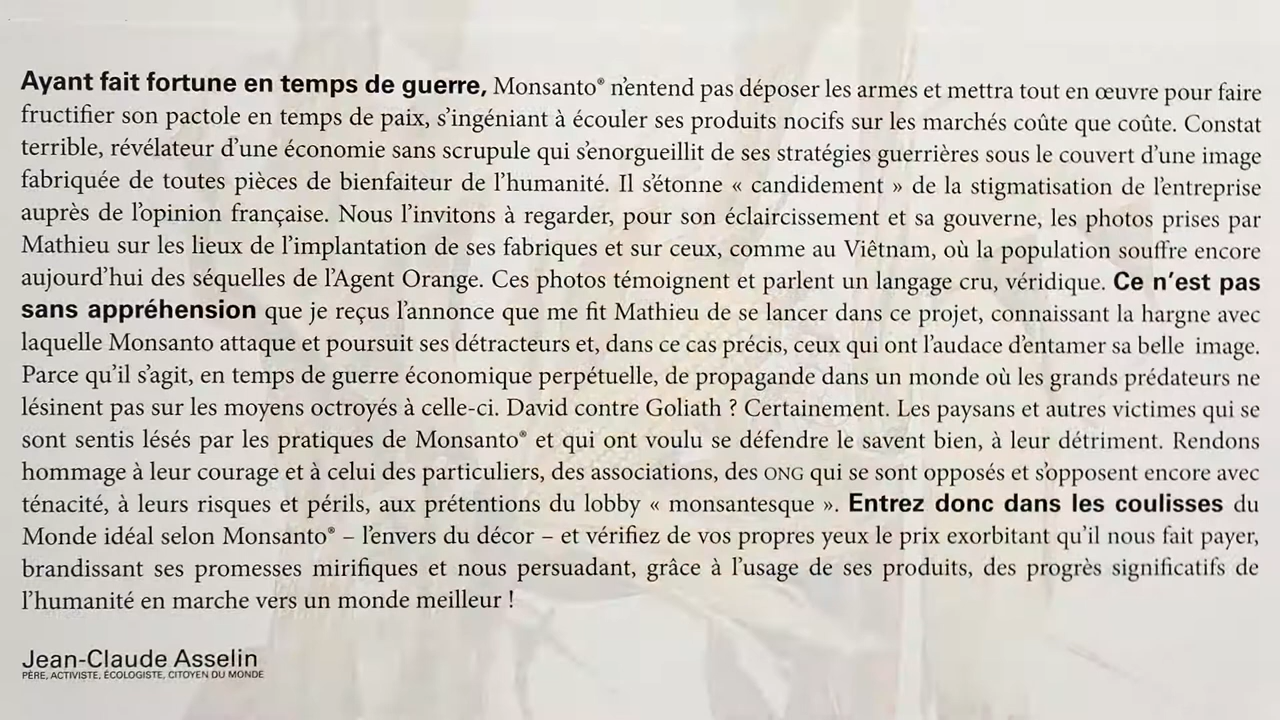 Ayant fait fortune en temps de guerre, Monsanto® n'entend pas déposer les armes et mettra tout en œuvre pour faire
fructifier son pactole en temps de paix, s'ingéniant à écouler ses produits nocifs sur les marchés coûte que coûte. Constat
terrible, révélateur d'une économie sans scrupule qui s'enorgueillit de ses stratégies guerrières sous le couvert d'une image
fabriquée de toutes pièces de bienfaiteur de l'humanité. Il s'étonne « candidement » de la stigmatisation de l'entreprise
auprès de l'opinion française. Nous l'invitons à regarder, pour son éclaircissement et sa gouverne, les photos prises par
Mathieu sur les lieux de l'implantation de ses fabriques et sur ceux, comme au Viêtnam, où la population souffre encore
aujourd'hui des séquelles de l'Agent Orange. Ces photos témoignent et parlent un langage cru, véridique. Ce n'est pas
sans appréhension que je reçus l'annonce que me fit Mathieu de se lancer dans ce projet, connaissant la hargne avec
laquelle Monsanto attaque et poursuit ses détracteurs et, dans ce cas précis, ceux qui ont l'audace d'entamer sa belle image.
Parce qu'il s'agit, en temps de guerre économique perpétuelle, de propagande dans un monde où les grands prédateurs ne
lésinent pas sur les moyens octroyés à celle-ci. David contre Goliath ? Certainement. Les paysans et autres victimes qui se
sont sentis lésés par les pratiques de Monsanto® et qui ont voulu se défendre le savent bien, à leur détriment. Rendons
hommage à leur courage et à celui des particuliers, des associations, des ONG qui se sont opposés et s'opposent encore avec
ténacité, à leurs risques et périls, aux prétentions du lobby « monsantesque ». Entrez donc dans les coulisses du
Monde idéal selon Monsanto® – l'envers du décor – et vérifiez de vos propres yeux le prix exorbitant qu'il nous fait payer,
brandissant ses promesses mirifiques et nous persuadant, grâce à l'usage de ses produits, des progrès significatifs de
l'humanité en marche vers un monde meilleur !
Jean-Claude Asselin
PÈRE, ACTIVISTE, ÉCOLOGISTE, CITOYEN DU MONDE